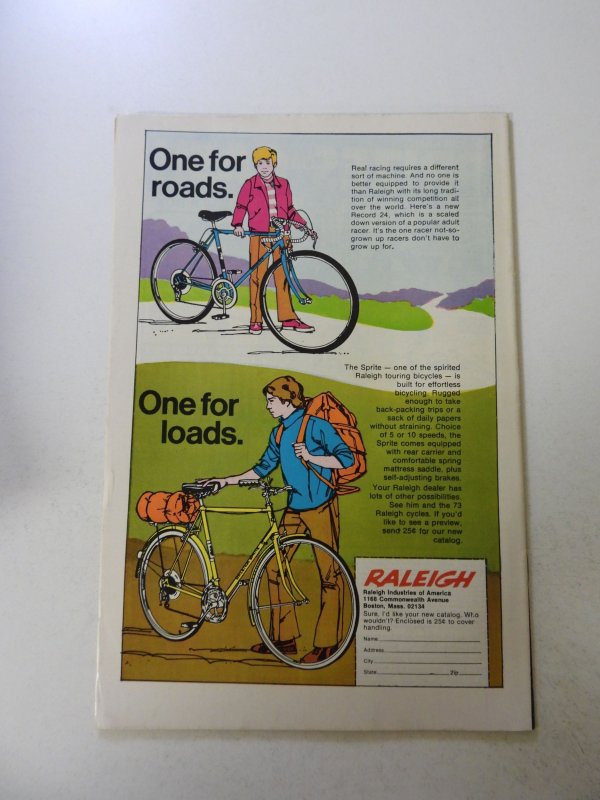 One for
roads.
Real racing requires a different
sort of machine. And no one is
better equipped to provide it
than Raleigh with its long tradi-
tion of winning competition all
over the world. Here's a new
Record 24, which is a scaled
down version of a popular adult
racer. It's the one racer not-so-
grown up racers don't have to
grow up for.
The Sprite — one of the spirited
Raleigh touring bicycles — is
built for effortless
bicycling. Rugged
enough to take
back-packing trips or a
sack of daily papers
without straining. Choice
of 5 or 10 speeds, the
Sprite comes equipped
with rear carrier and
comfortable spring
mattress saddle, plus
self-adjusting brakes.
Your Raleigh dealer has
lots of other possibilities.
See him and the 73
Raleigh cycles. If you'd
like to see a preview,
send 25¢ for our new
catalog.
One for
loads.
RALEIGH
Raleigh Industries of America
1168 Commonwealth Avenue
Boston, Mass. 02134
Sure, I'd like your new catalog. Who
wouldn't? Enclosed is 25¢ to cover
handling.
Name
Address
City
State Zip